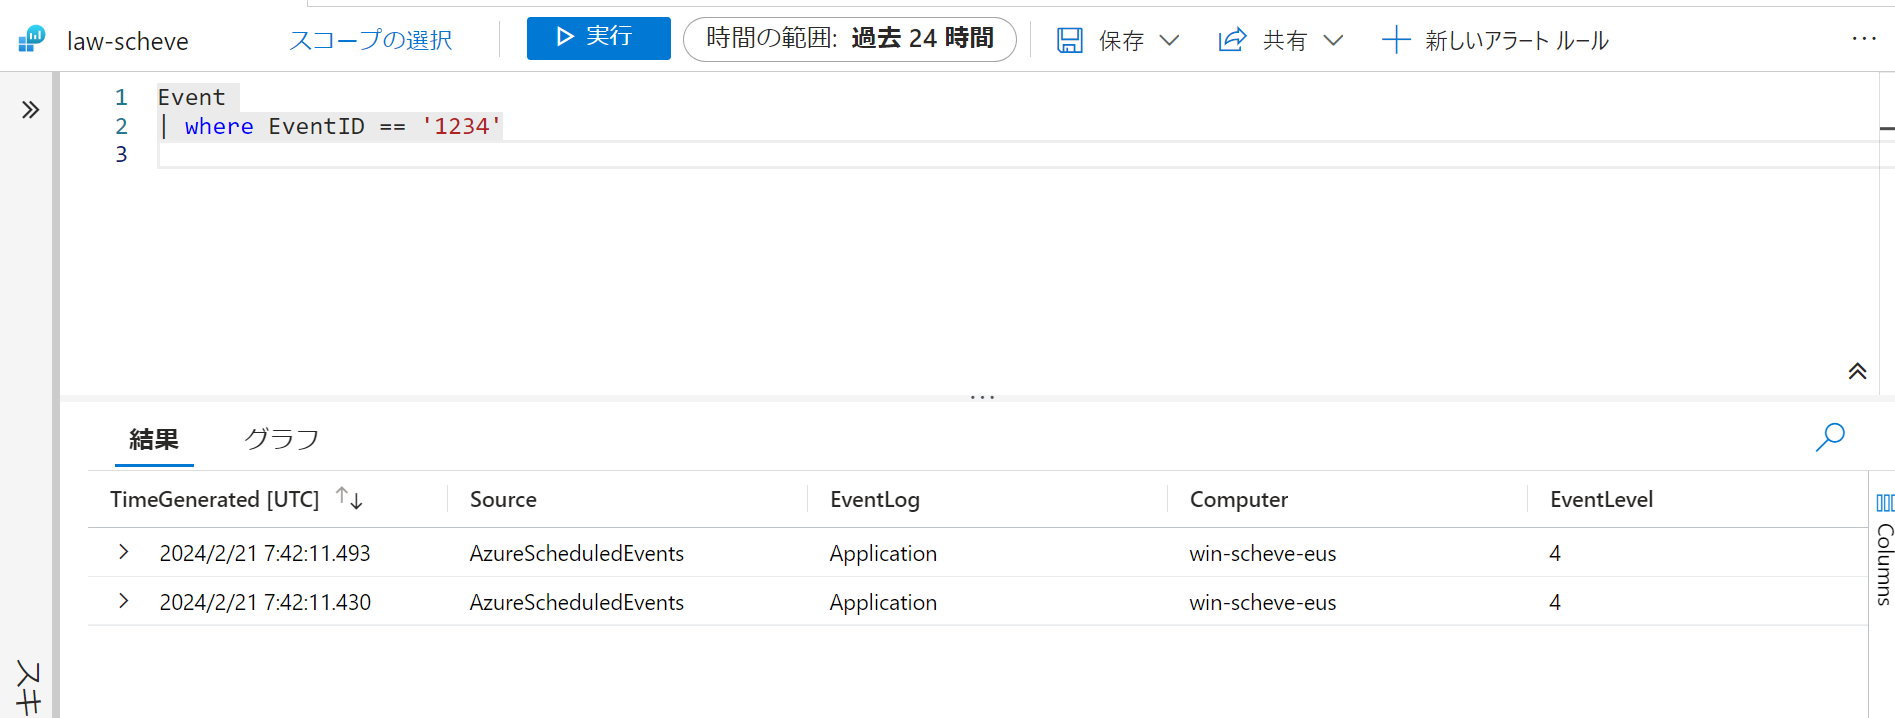 law-scheve スコープの選択 実行 時間の範囲: 過去 24 時間 保存 共有 新しいアラート ルール ...
1 Event
2 | where EventID == '1234'
3
...
結果 グラフ
TimeGenerated [UTC] Source EventLog Computer EventLevel
2024/2/21 7:42:11.493 AzureScheduledEvents Application win-scheve-eus 4
2024/2/21 7:42:11.430 AzureScheduledEvents Application win-scheve-eus 4
Columns
スキ